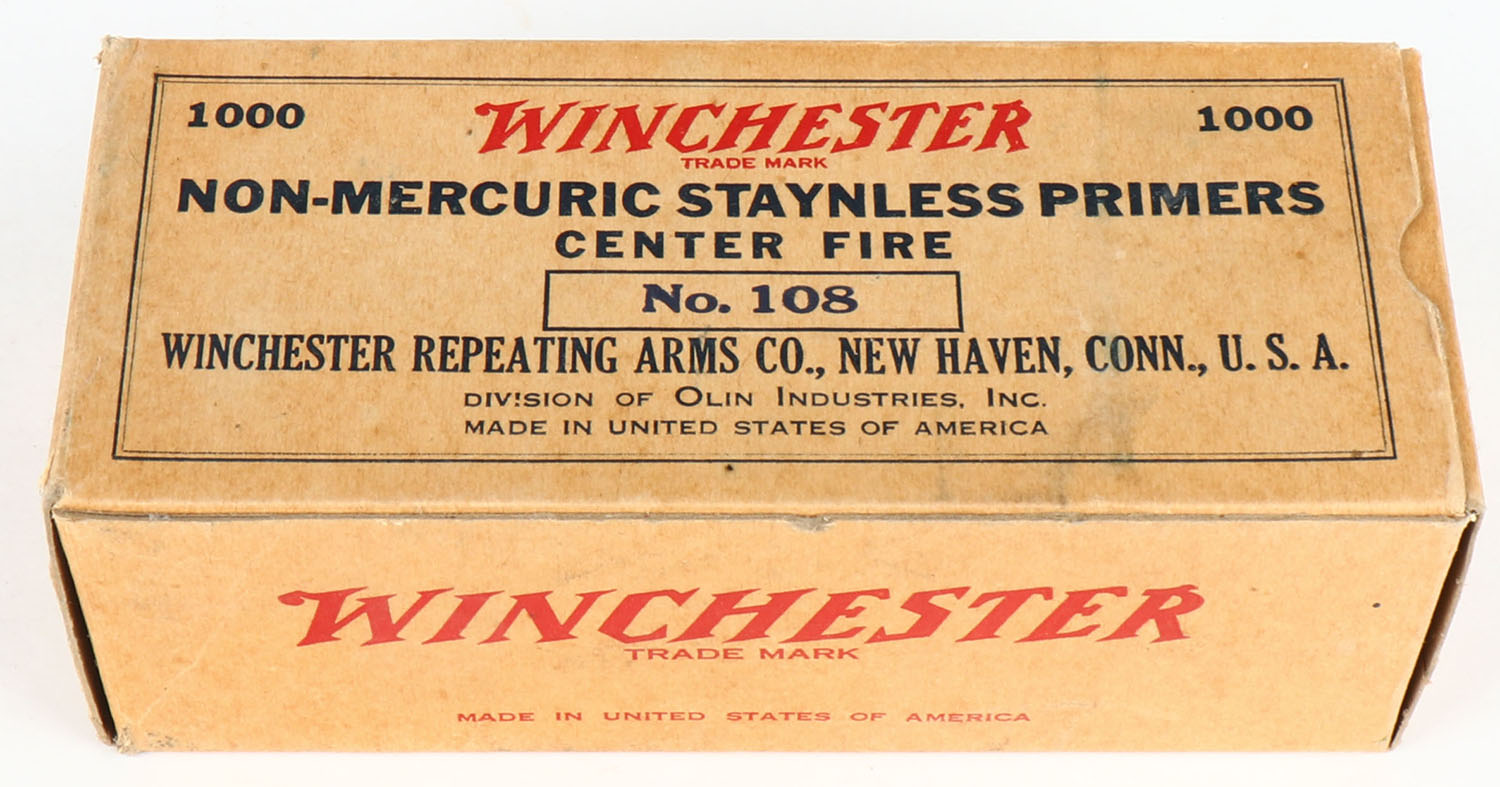 1000 WINCHESTER 1000
TRADE MARK
NON-MERCURIC STAYNLESS PRIMERS
CENTER FIRE
No. 108
WINCHESTER REPEATING ARMS CO., NEW HAVEN, CONN., U. S. A.
DIVISION OF OLIN INDUSTRIES, INC.
MADE IN UNITED STATES OF AMERICA
WINCHESTER
TRADE MARK
MADE IN UNITED STATES OF AMERICA